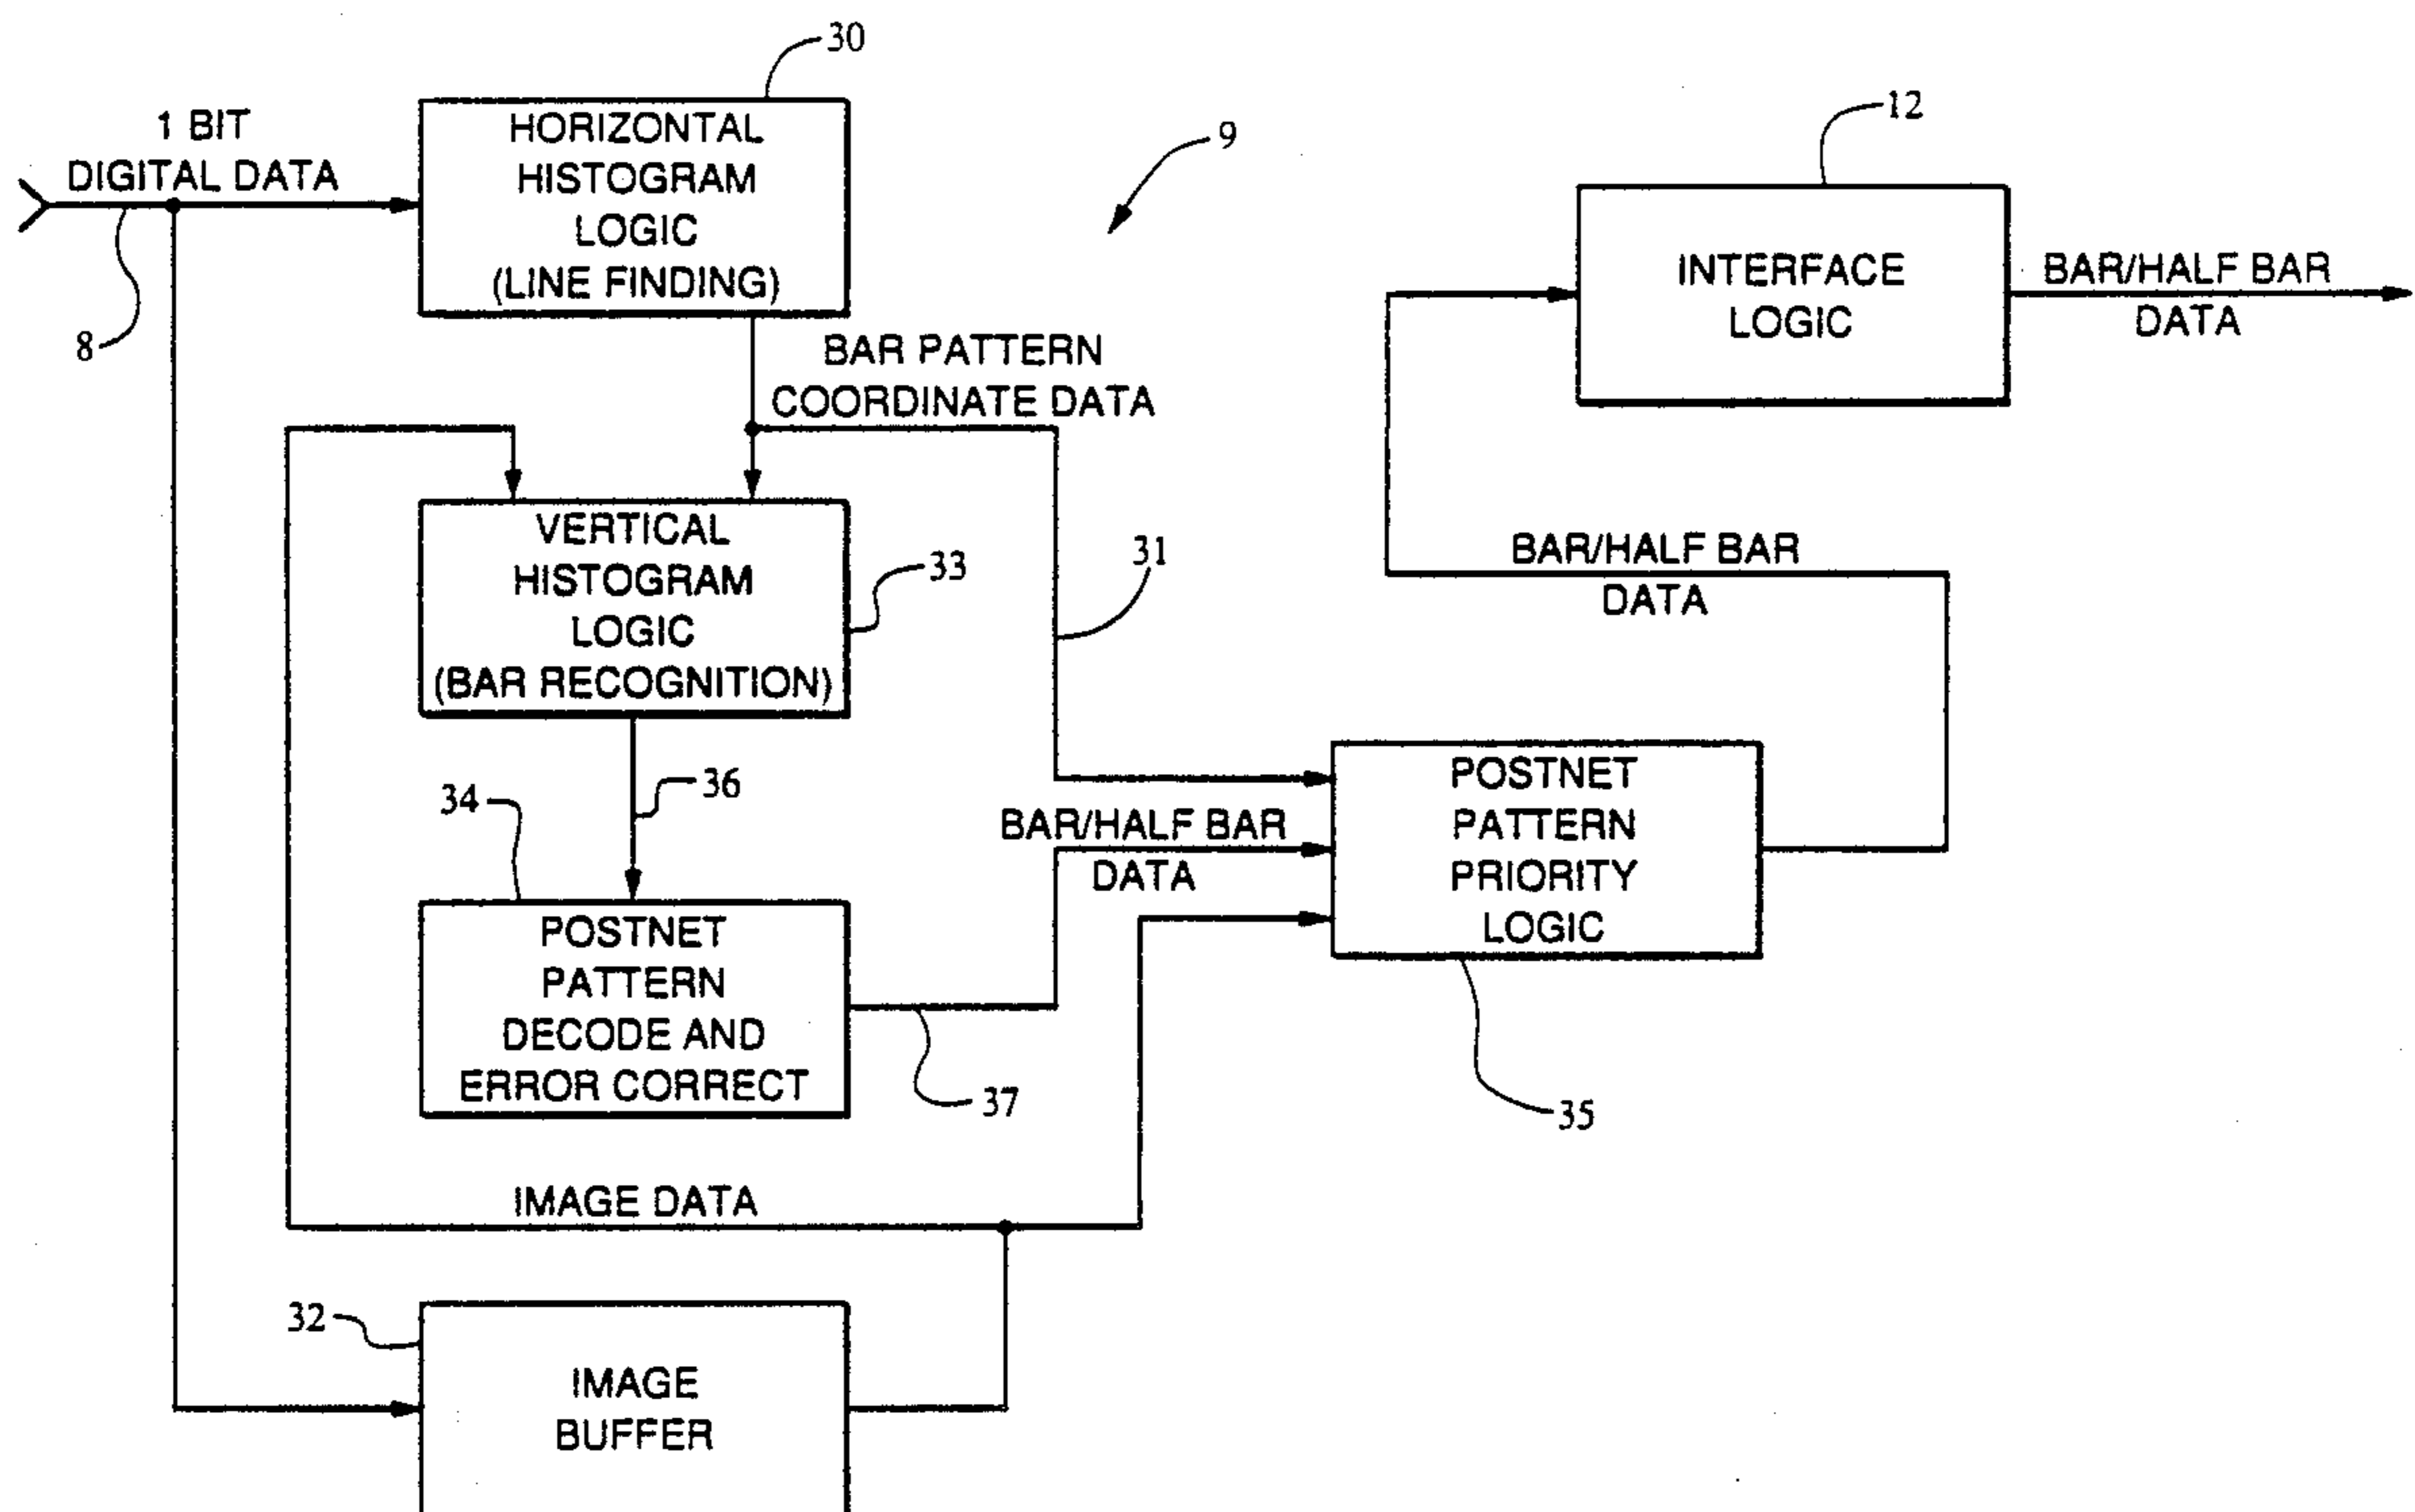 30
1 BIT
DIGITAL DATA
8
HORIZONTAL
HISTOGRAM
LOGIC
(LINE FINDING)
9
12
INTERFACE
LOGIC
BAR/HALF BAR
DATA
BAR PATTERN
COORDINATE DATA
VERTICAL
HISTOGRAM
LOGIC
(BAR RECOGNITION)
33
31
BAR/HALF BAR
DATA
36
34
POSTNET
PATTERN
DECODE AND
ERROR CORRECT
37
BAR/HALF BAR
DATA
POSTNET
PATTERN
PRIORITY
LOGIC
35
IMAGE DATA
32
IMAGE
BUFFER